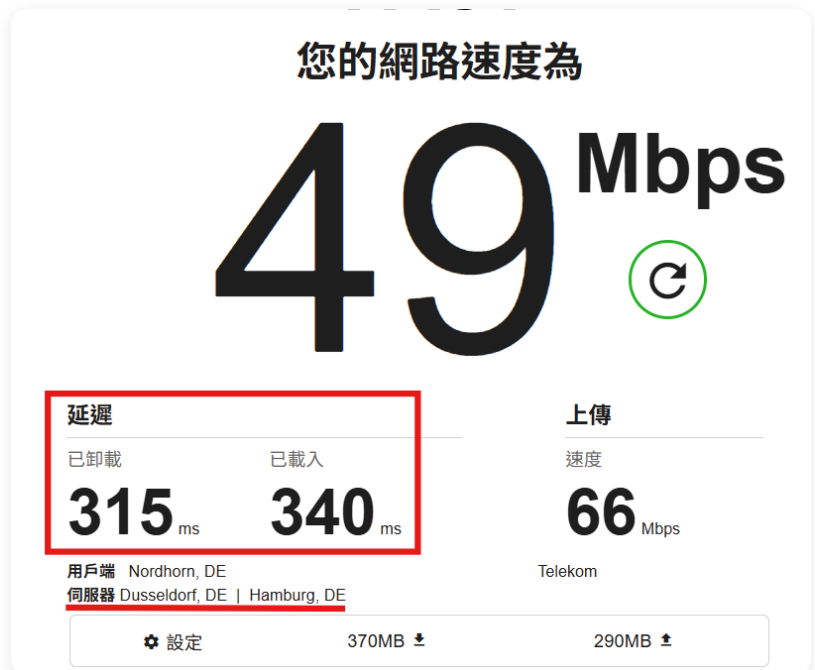 您的網路速度為
49 Mbps
延遲
上傳
已卸載 已載入
速度
315 ms 340 ms
66 Mbps
用戶端 Nordhorn, DE
Telekom
伺服器 Dusseldorf, DE | Hamburg, DE
設定 370MB 290MB